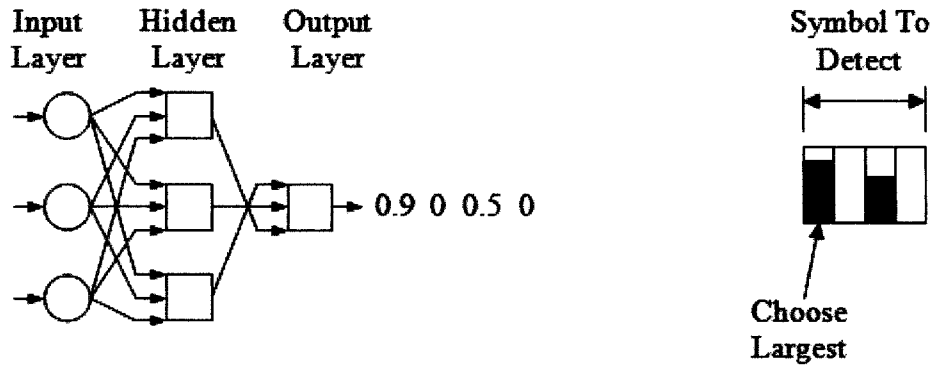 Input
Layer
Hidden
Layer
Output
Layer
0.9 0 0.5 0
Symbol To
Detect
Choose
Largest